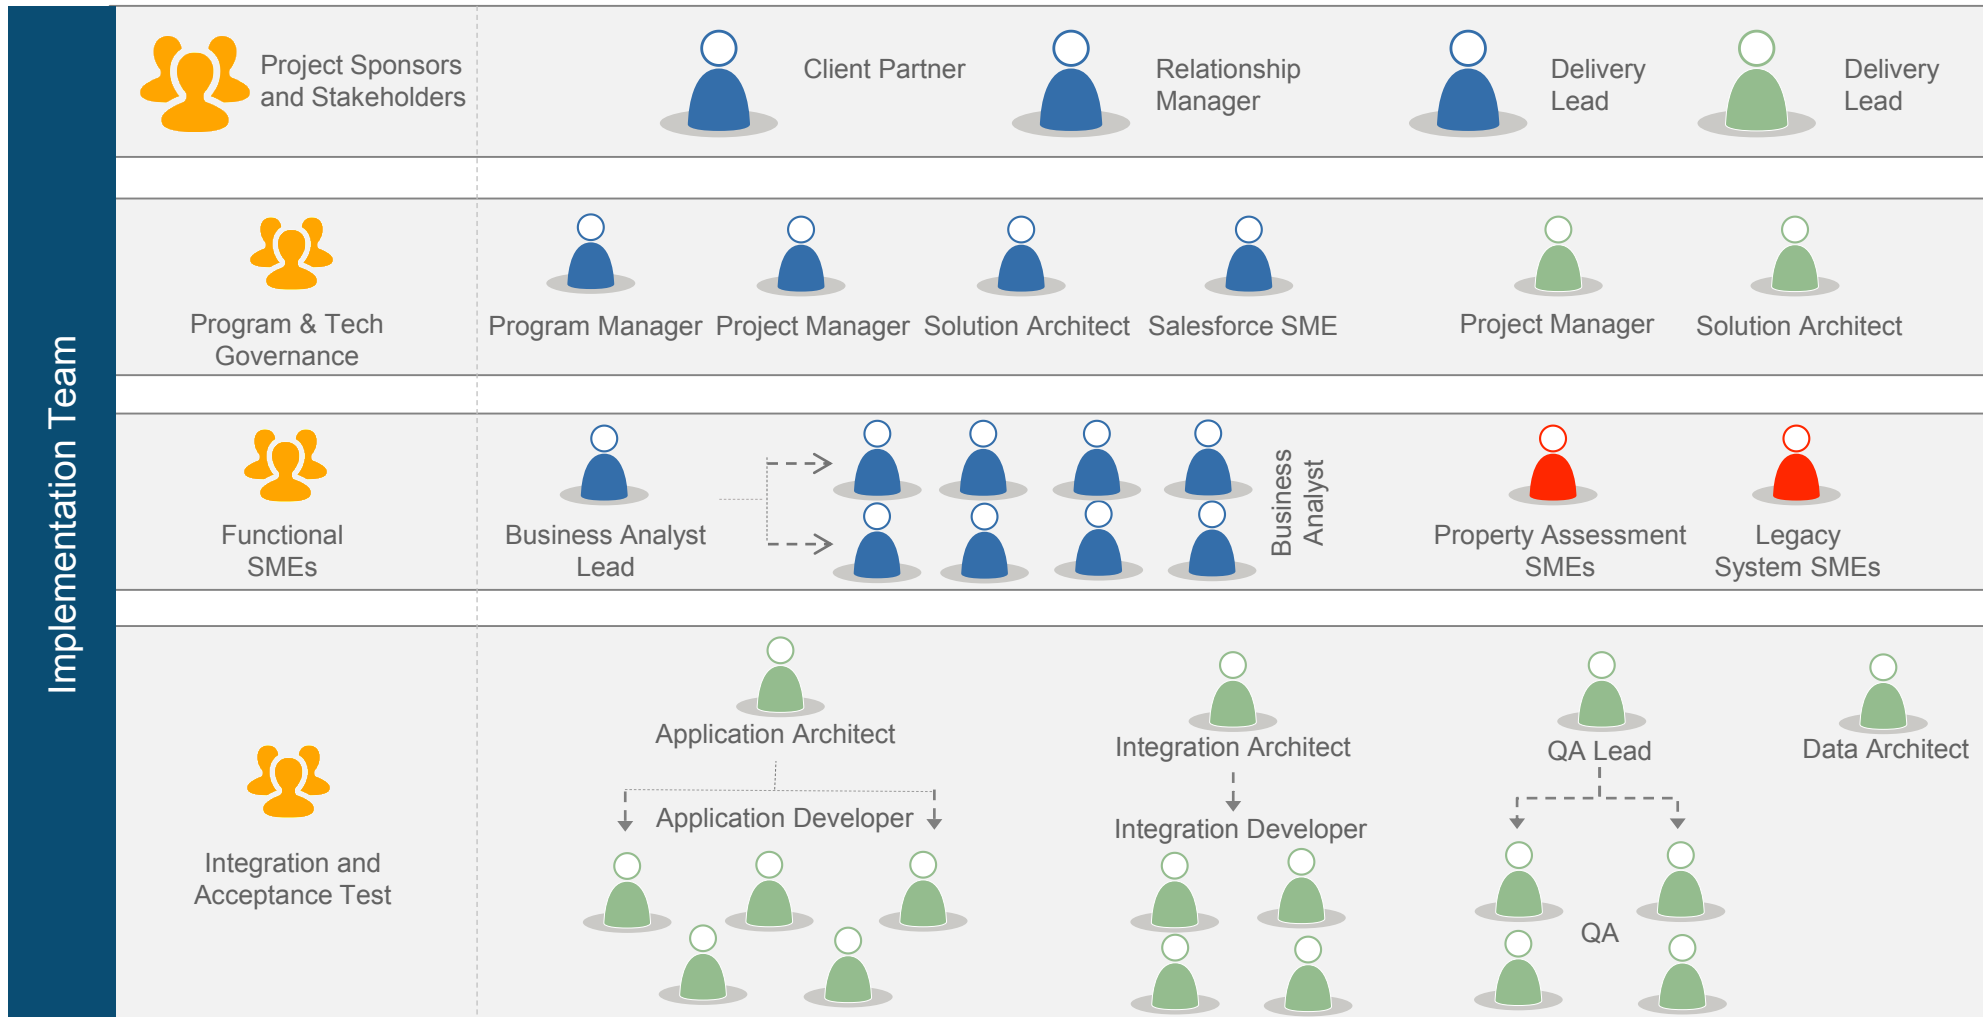 Implementation Team
Project Sponsors
and Stakeholders
Client Partner
Relationship
Manager
Delivery
Lead
Delivery
Lead
Program & Tech
Governance
Program Manager
Project Manager
Solution Architect
Salesforce SME
Project Manager
Solution Architect
Functional
SMEs
Business Analyst
Lead
Business
Analyst
Property Assessment
SMEs
Legacy
System SMEs
Integration and
Acceptance Test
Application Architect
Application Developer
Integration Architect
Integration Developer
QA Lead
QA
Data Architect